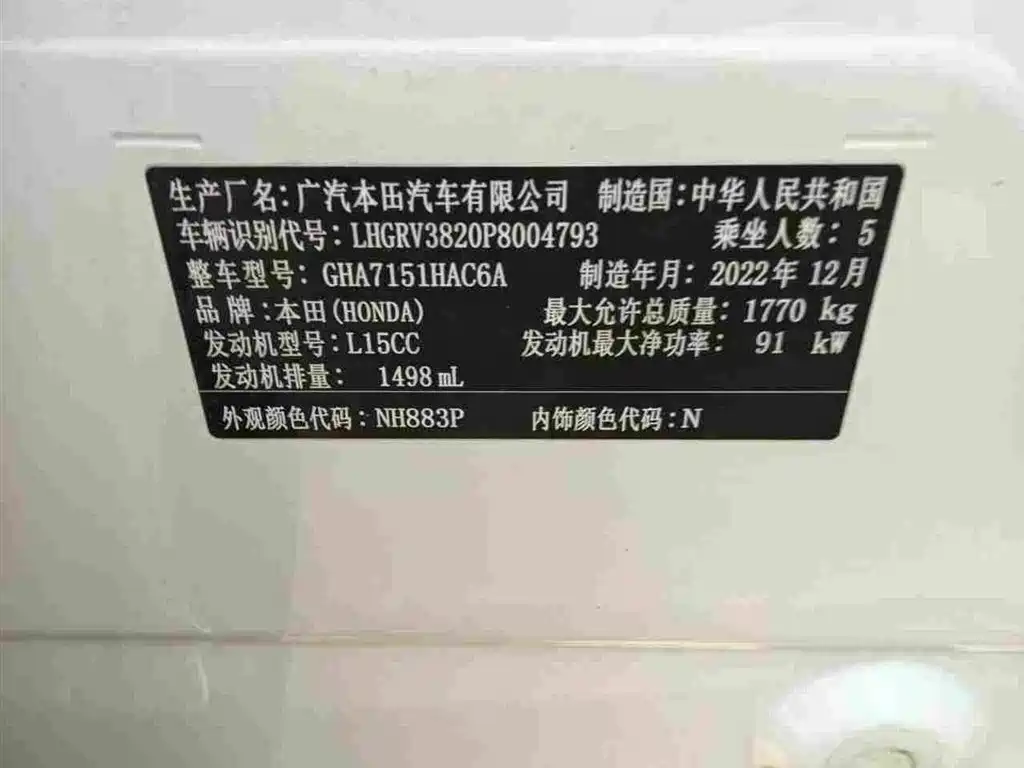 生产厂名：广汽本田汽车有限公司 制造国：中华人民共和国
车辆识别代号：LHGRV3820P8004793 乘坐人数：5
整车型号：GHA7151HAC6A 制造年月：2022年12月
品牌：本田(HONDA) 最大允许总质量：1770 kg
发动机型号：L15CC 发动机最大净功率：91 kW
发动机排量：1498 mL
外观颜色代码：NH883P 内饰颜色代码：N